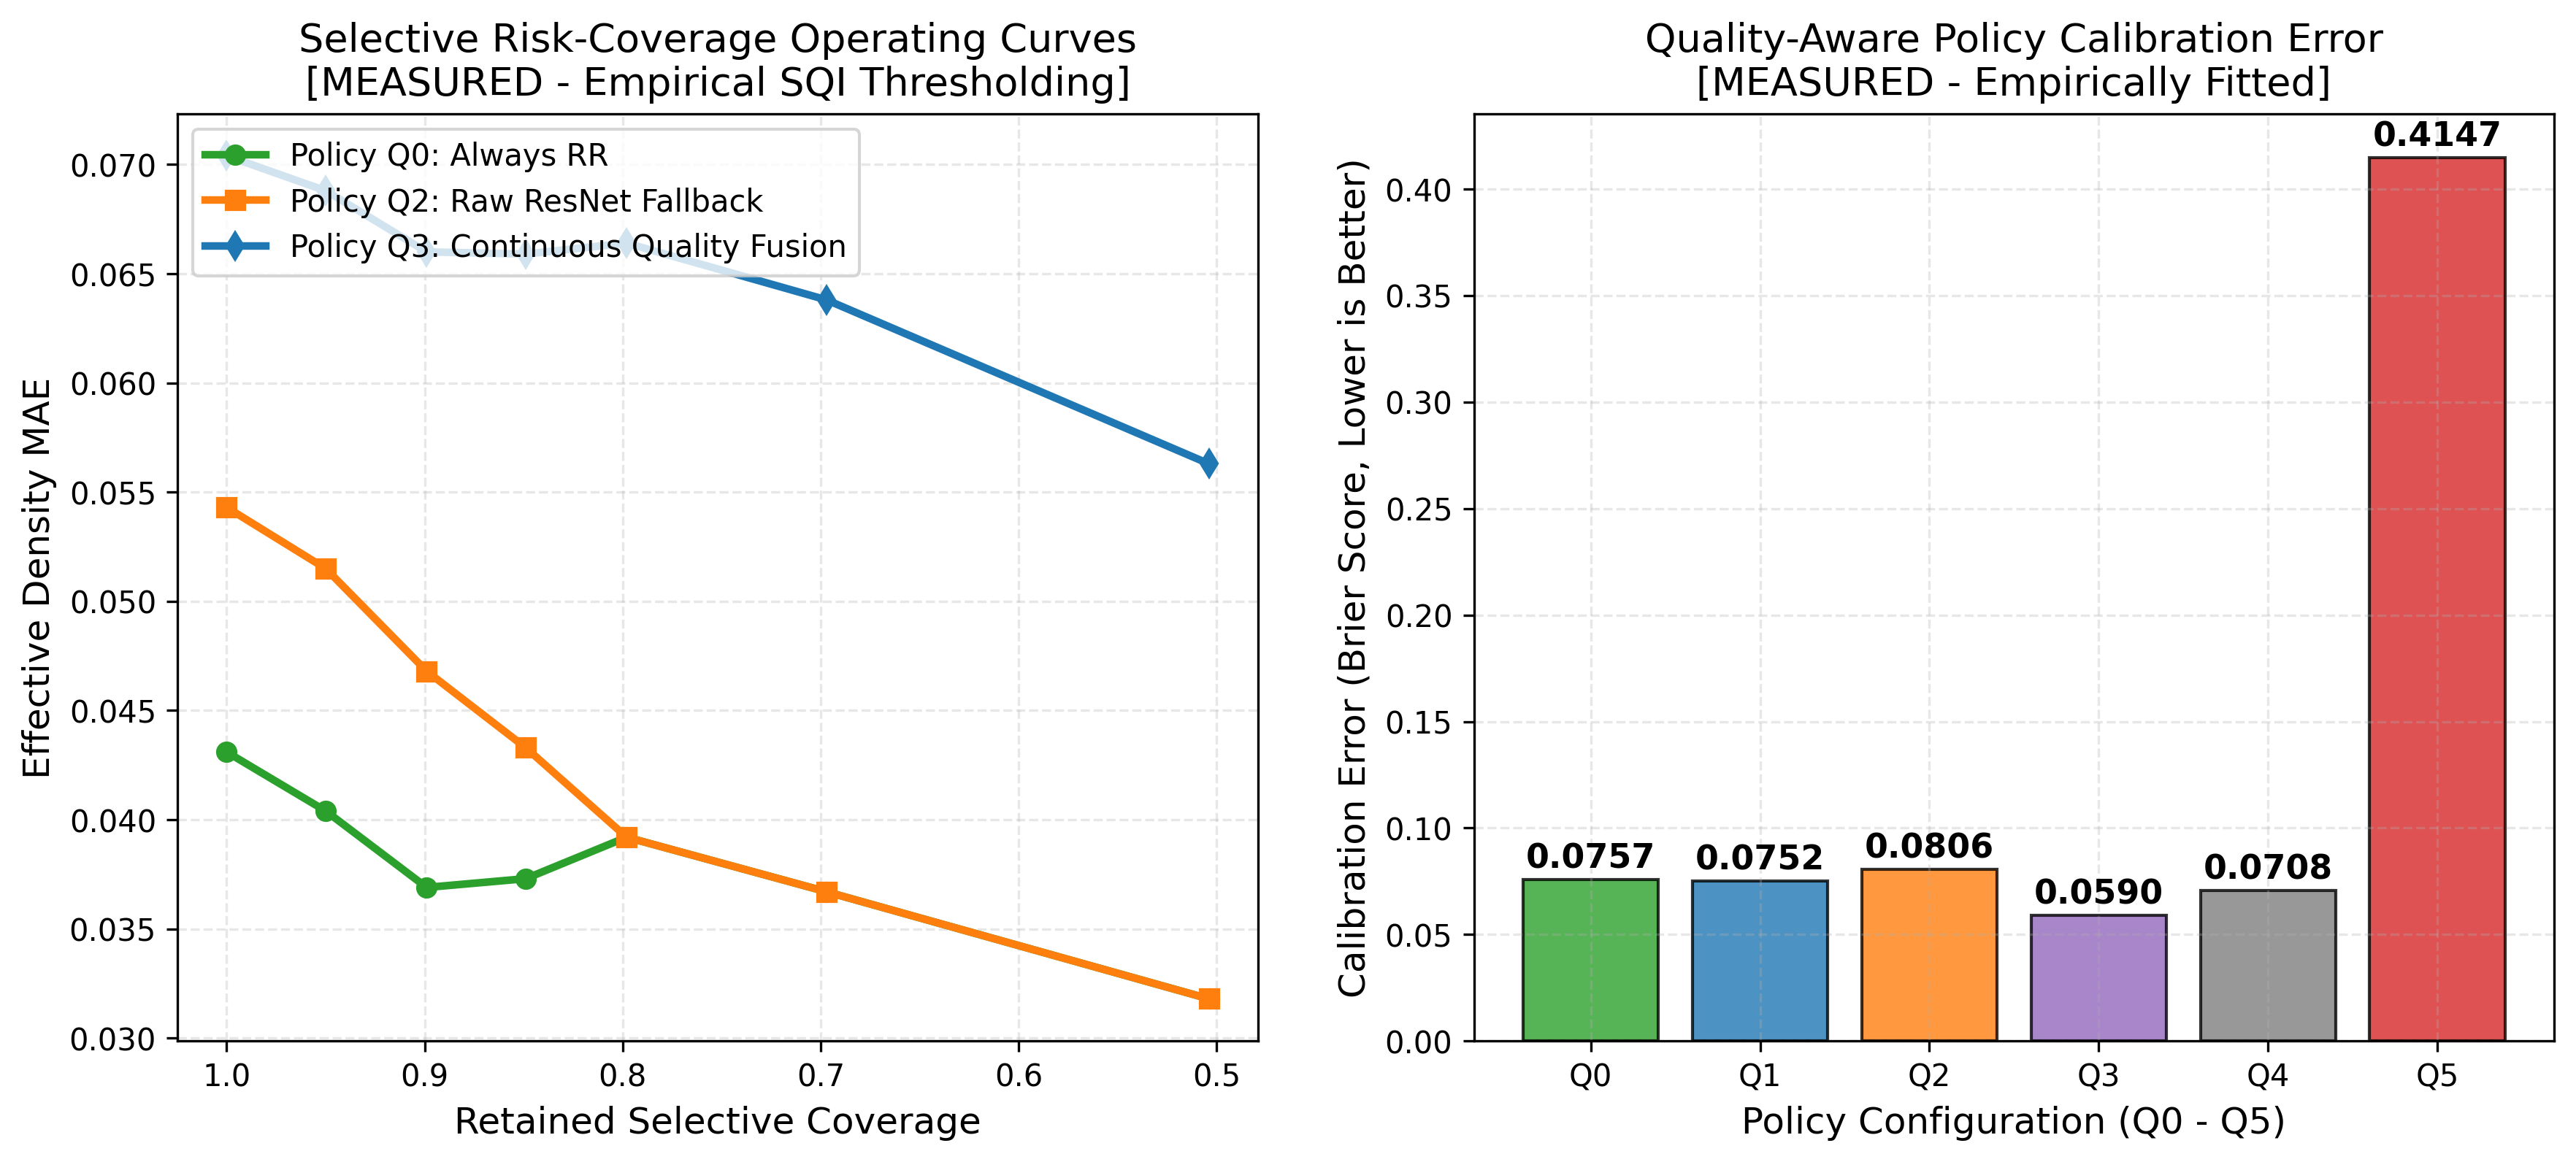 Selective Risk-Coverage Operating Curves
[MEASURED - Empirical SQI Thresholding]
Effective Density MAE
0.070
0.065
0.060
0.055
0.050
0.045
0.040
0.035
0.030
Policy Q0: Always RR
Policy Q2: Raw ResNet Fallback
Policy Q3: Continuous Quality Fusion
1.0 0.9 0.8 0.7 0.6 0.5
Retained Selective Coverage
Quality-Aware Policy Calibration Error
[MEASURED - Empirically Fitted]
Calibration Error (Brier Score, Lower is Better)
0.40
0.35
0.30
0.25
0.20
0.15
0.10
0.05
0.00
0.0757
0.0752
0.0806
0.0590
0.0708
0.4147
Q0 Q1 Q2 Q3 Q4 Q5
Policy Configuration (Q0 - Q5)